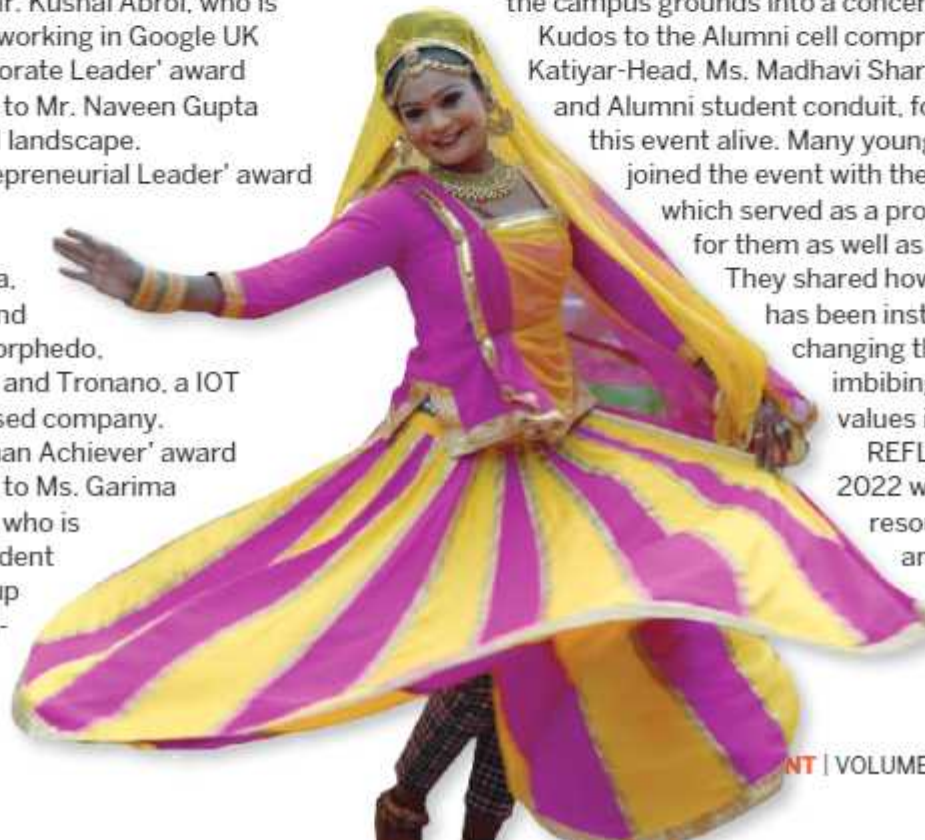 Mr. Kushal Abrol, who is
working in Google UK
orate Leader' award
to Mr. Naveen Gupta
landscape.
epreneurial Leader' award
a,
nd
orphedo,
and Tronano, a IOT
sed company.
an Achiever' award
to Ms. Garima
who is
dent
up
-
the campus grounds into a concer
Kudos to the Alumni cell compr
Katiyar-Head, Ms. Madhavi Shar
and Alumni student conduit, fo
this event alive. Many young
joined the event with the
which served as a pro
for them as well as
They shared how
has been inst
changing th
imbibing
values i
REFL
2022 w
reso
an
NT | VOLUME